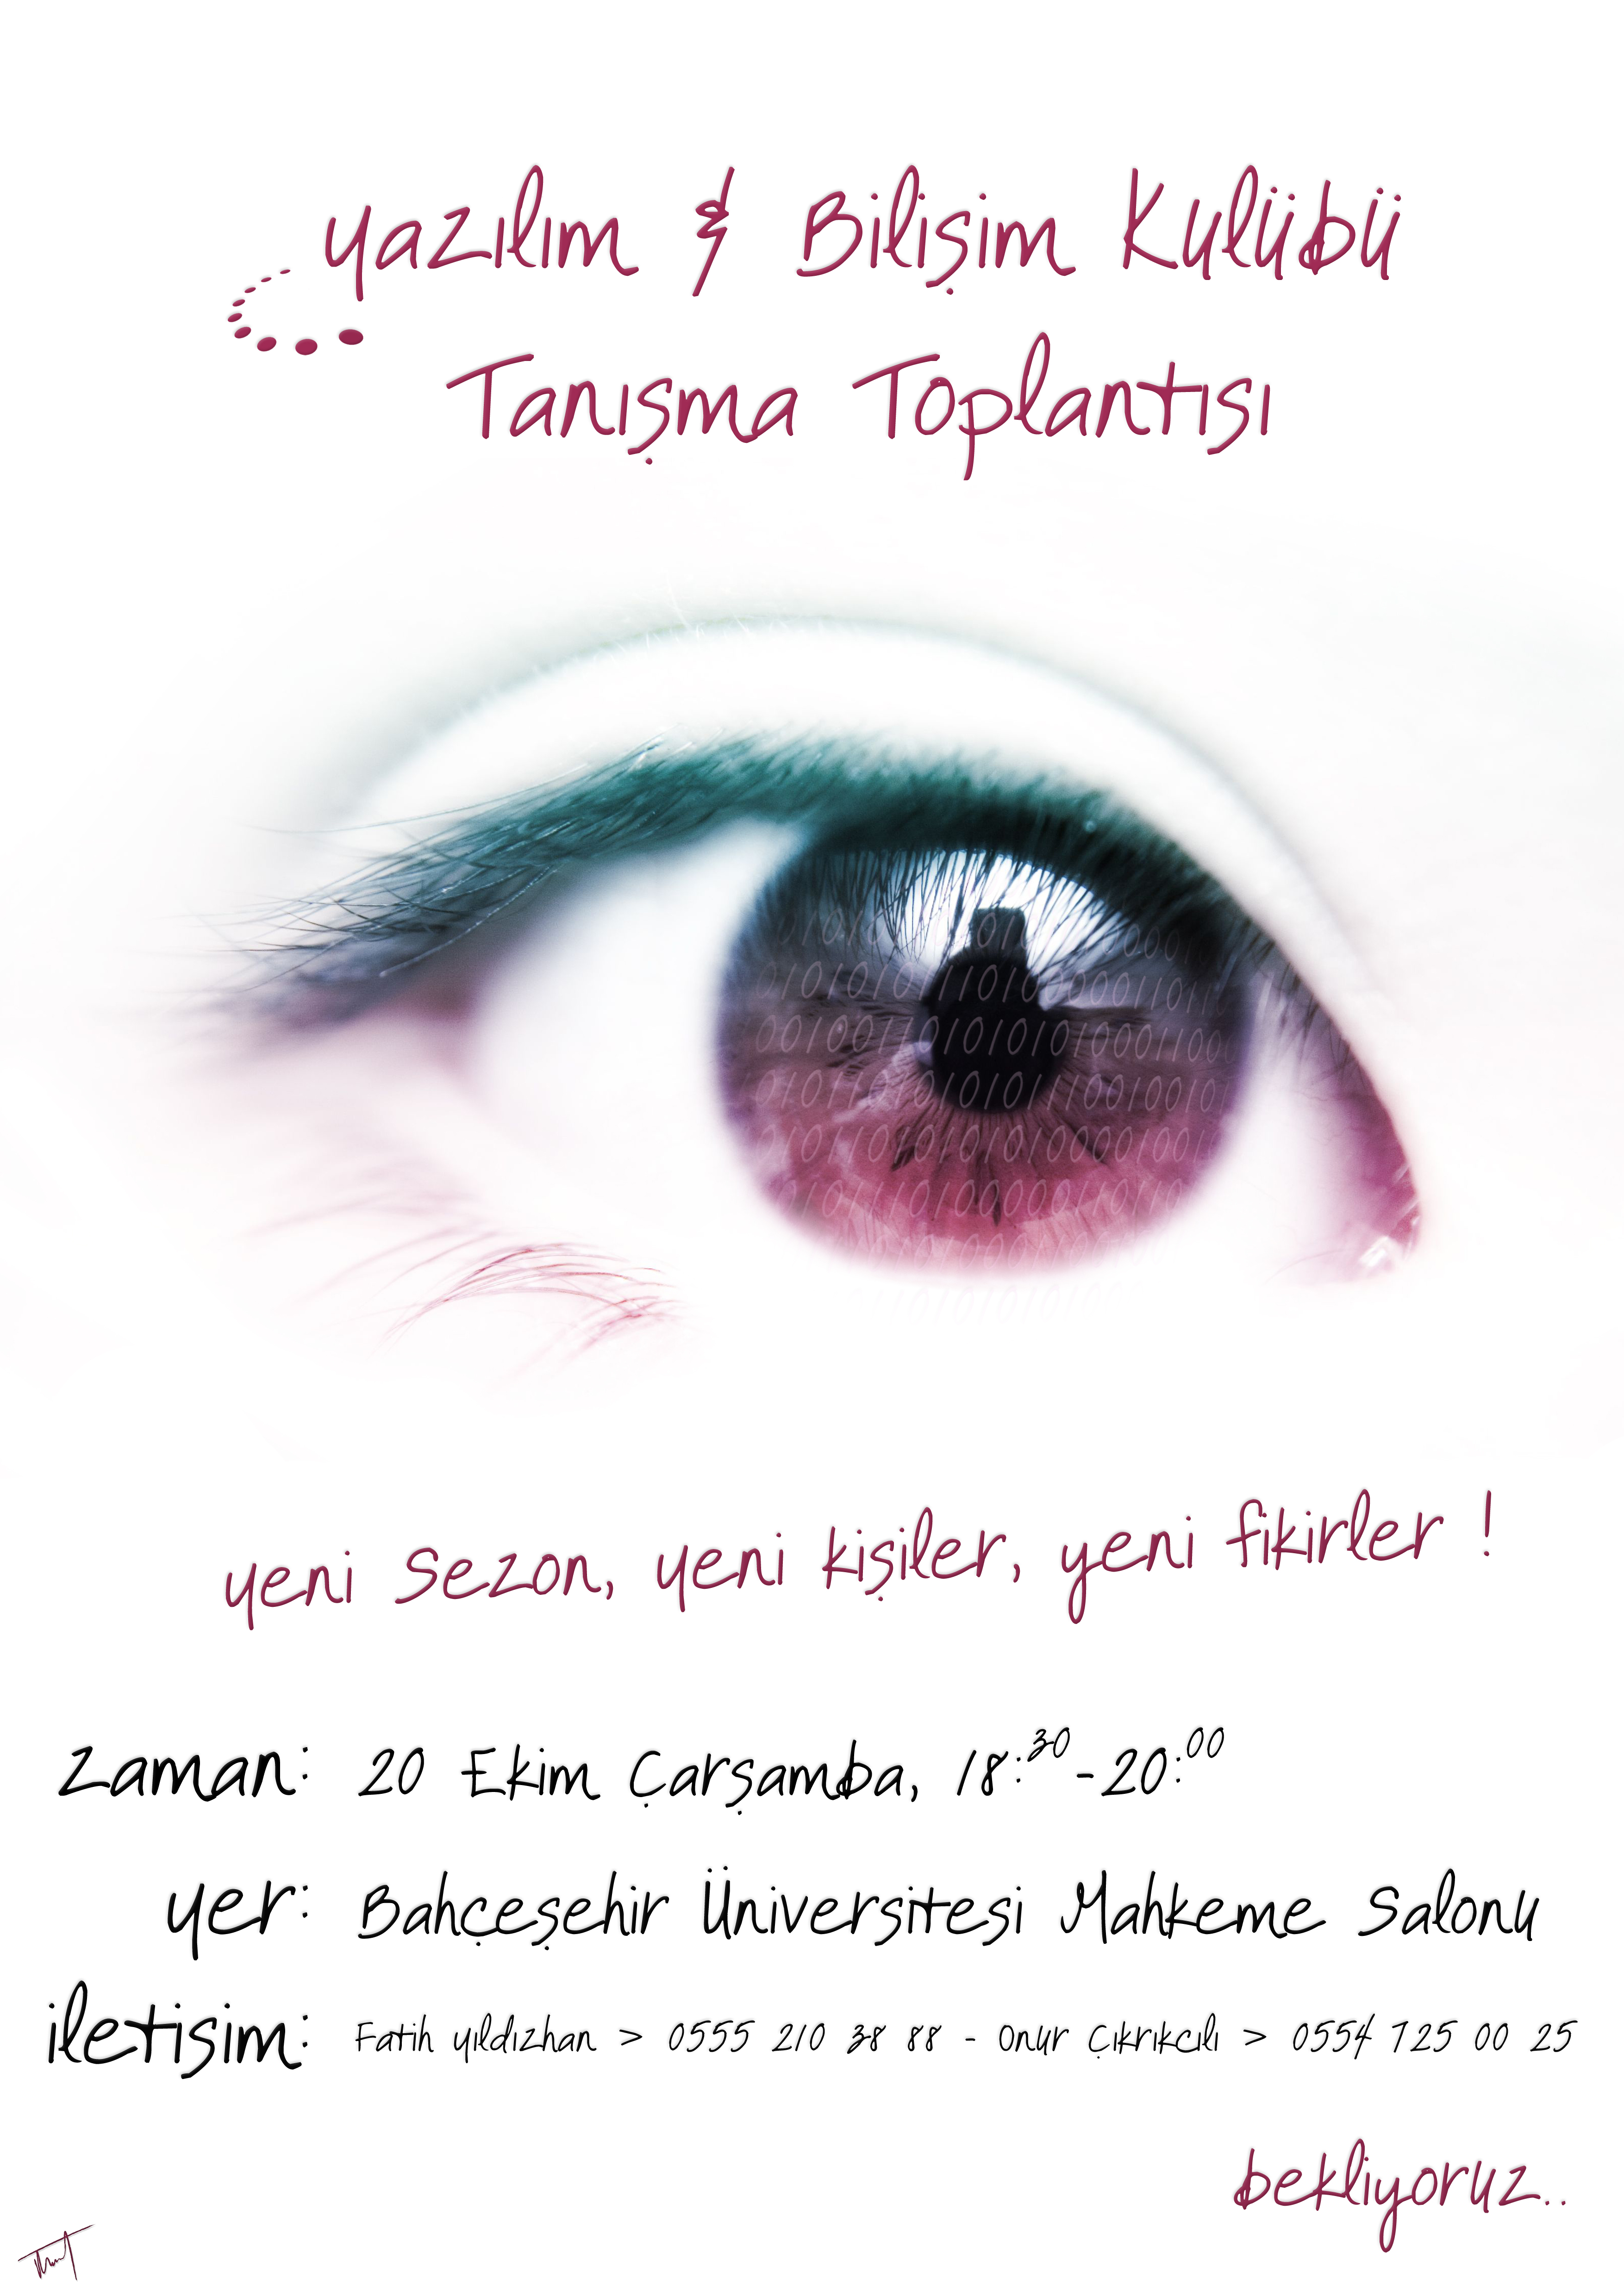 yazılım & Bilişim Kulübü
Tanışma Toplantısı
yeni sezon, yeni kişiler, yeni fikirler !
zaman: 20 Ekim Çarşamba, 18:30-20:00
yer: Bahçeşehir Üniversitesi Mahkeme Salonu
iletişim: Fatih yıldızhan > 0555 210 38 88 - Onur Çıkrıkcılı > 0554 725 00 25
bekliyoruz..